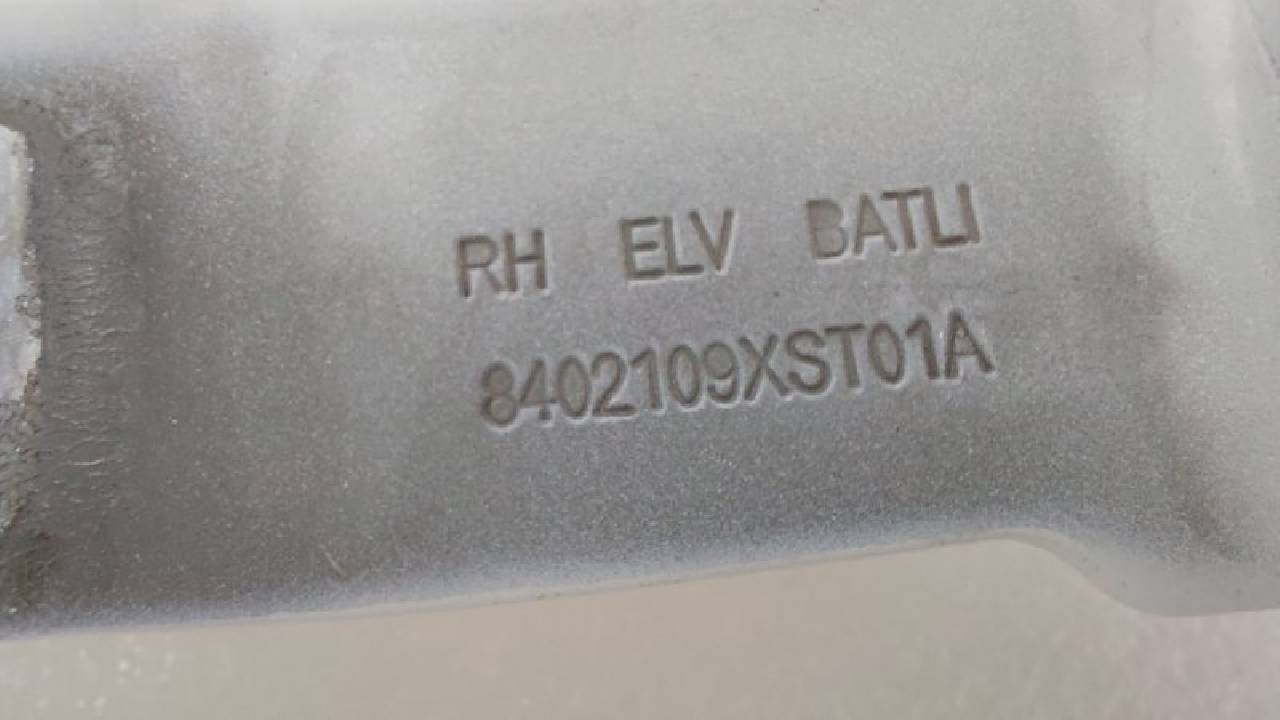 RH ELV BATLI
8402109XST01A